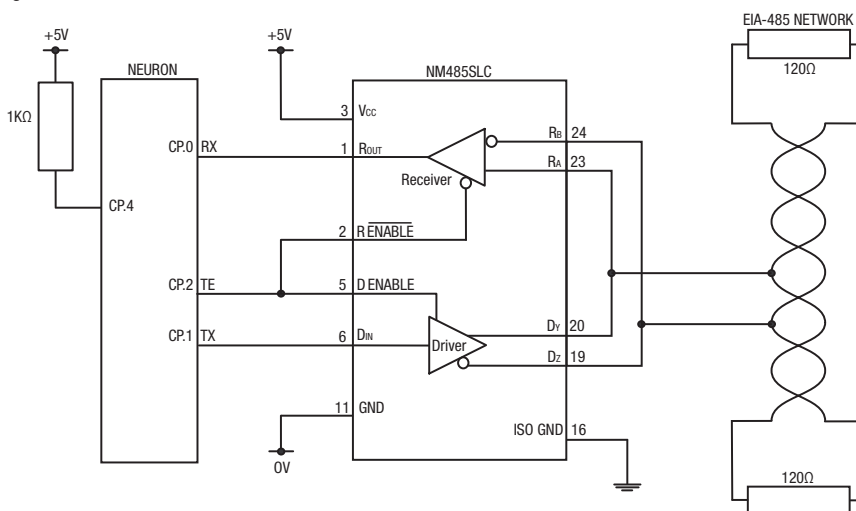 EIA-485 NETWORK
120Ω
+5V
+5V
NEURON
NM485SLC
1KΩ
3 VCC
RB 24
CP.0 RX
1 ROUT
RA 23
Receiver
CP.4
2 R ENABLE
CP.2 TE
5 D ENABLE
CP.1 TX
6 DIN
Driver
DY 20
DZ 19
11 GND
ISO GND 16
0V
120Ω